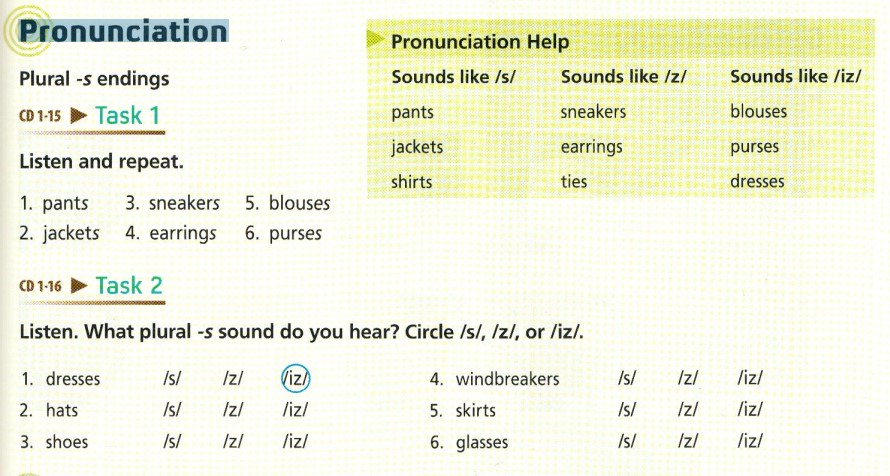 Pronunciation
Plural -s endings
CD 1-15 Task 1
Listen and repeat.
1. pants 3. sneakers 5. blouses
2. jackets 4. earrings 6. purses
Pronunciation Help
Sounds like /s/ Sounds like /z/ Sounds like /iz/
pants sneakers blouses
jackets earrings purses
shirts ties dresses
CD 1-16 Task 2
Listen. What plural -s sound do you hear? Circle /s/, /z/, or /iz/.
1. dresses /s/ /z/ /iz/ 4. windbreakers /s/ /z/ /iz/
2. hats /s/ /z/ /iz/ 5. skirts /s/ /z/ /iz/
3. shoes /s/ /z/ /iz/ 6. glasses /s/ /z/ /iz/